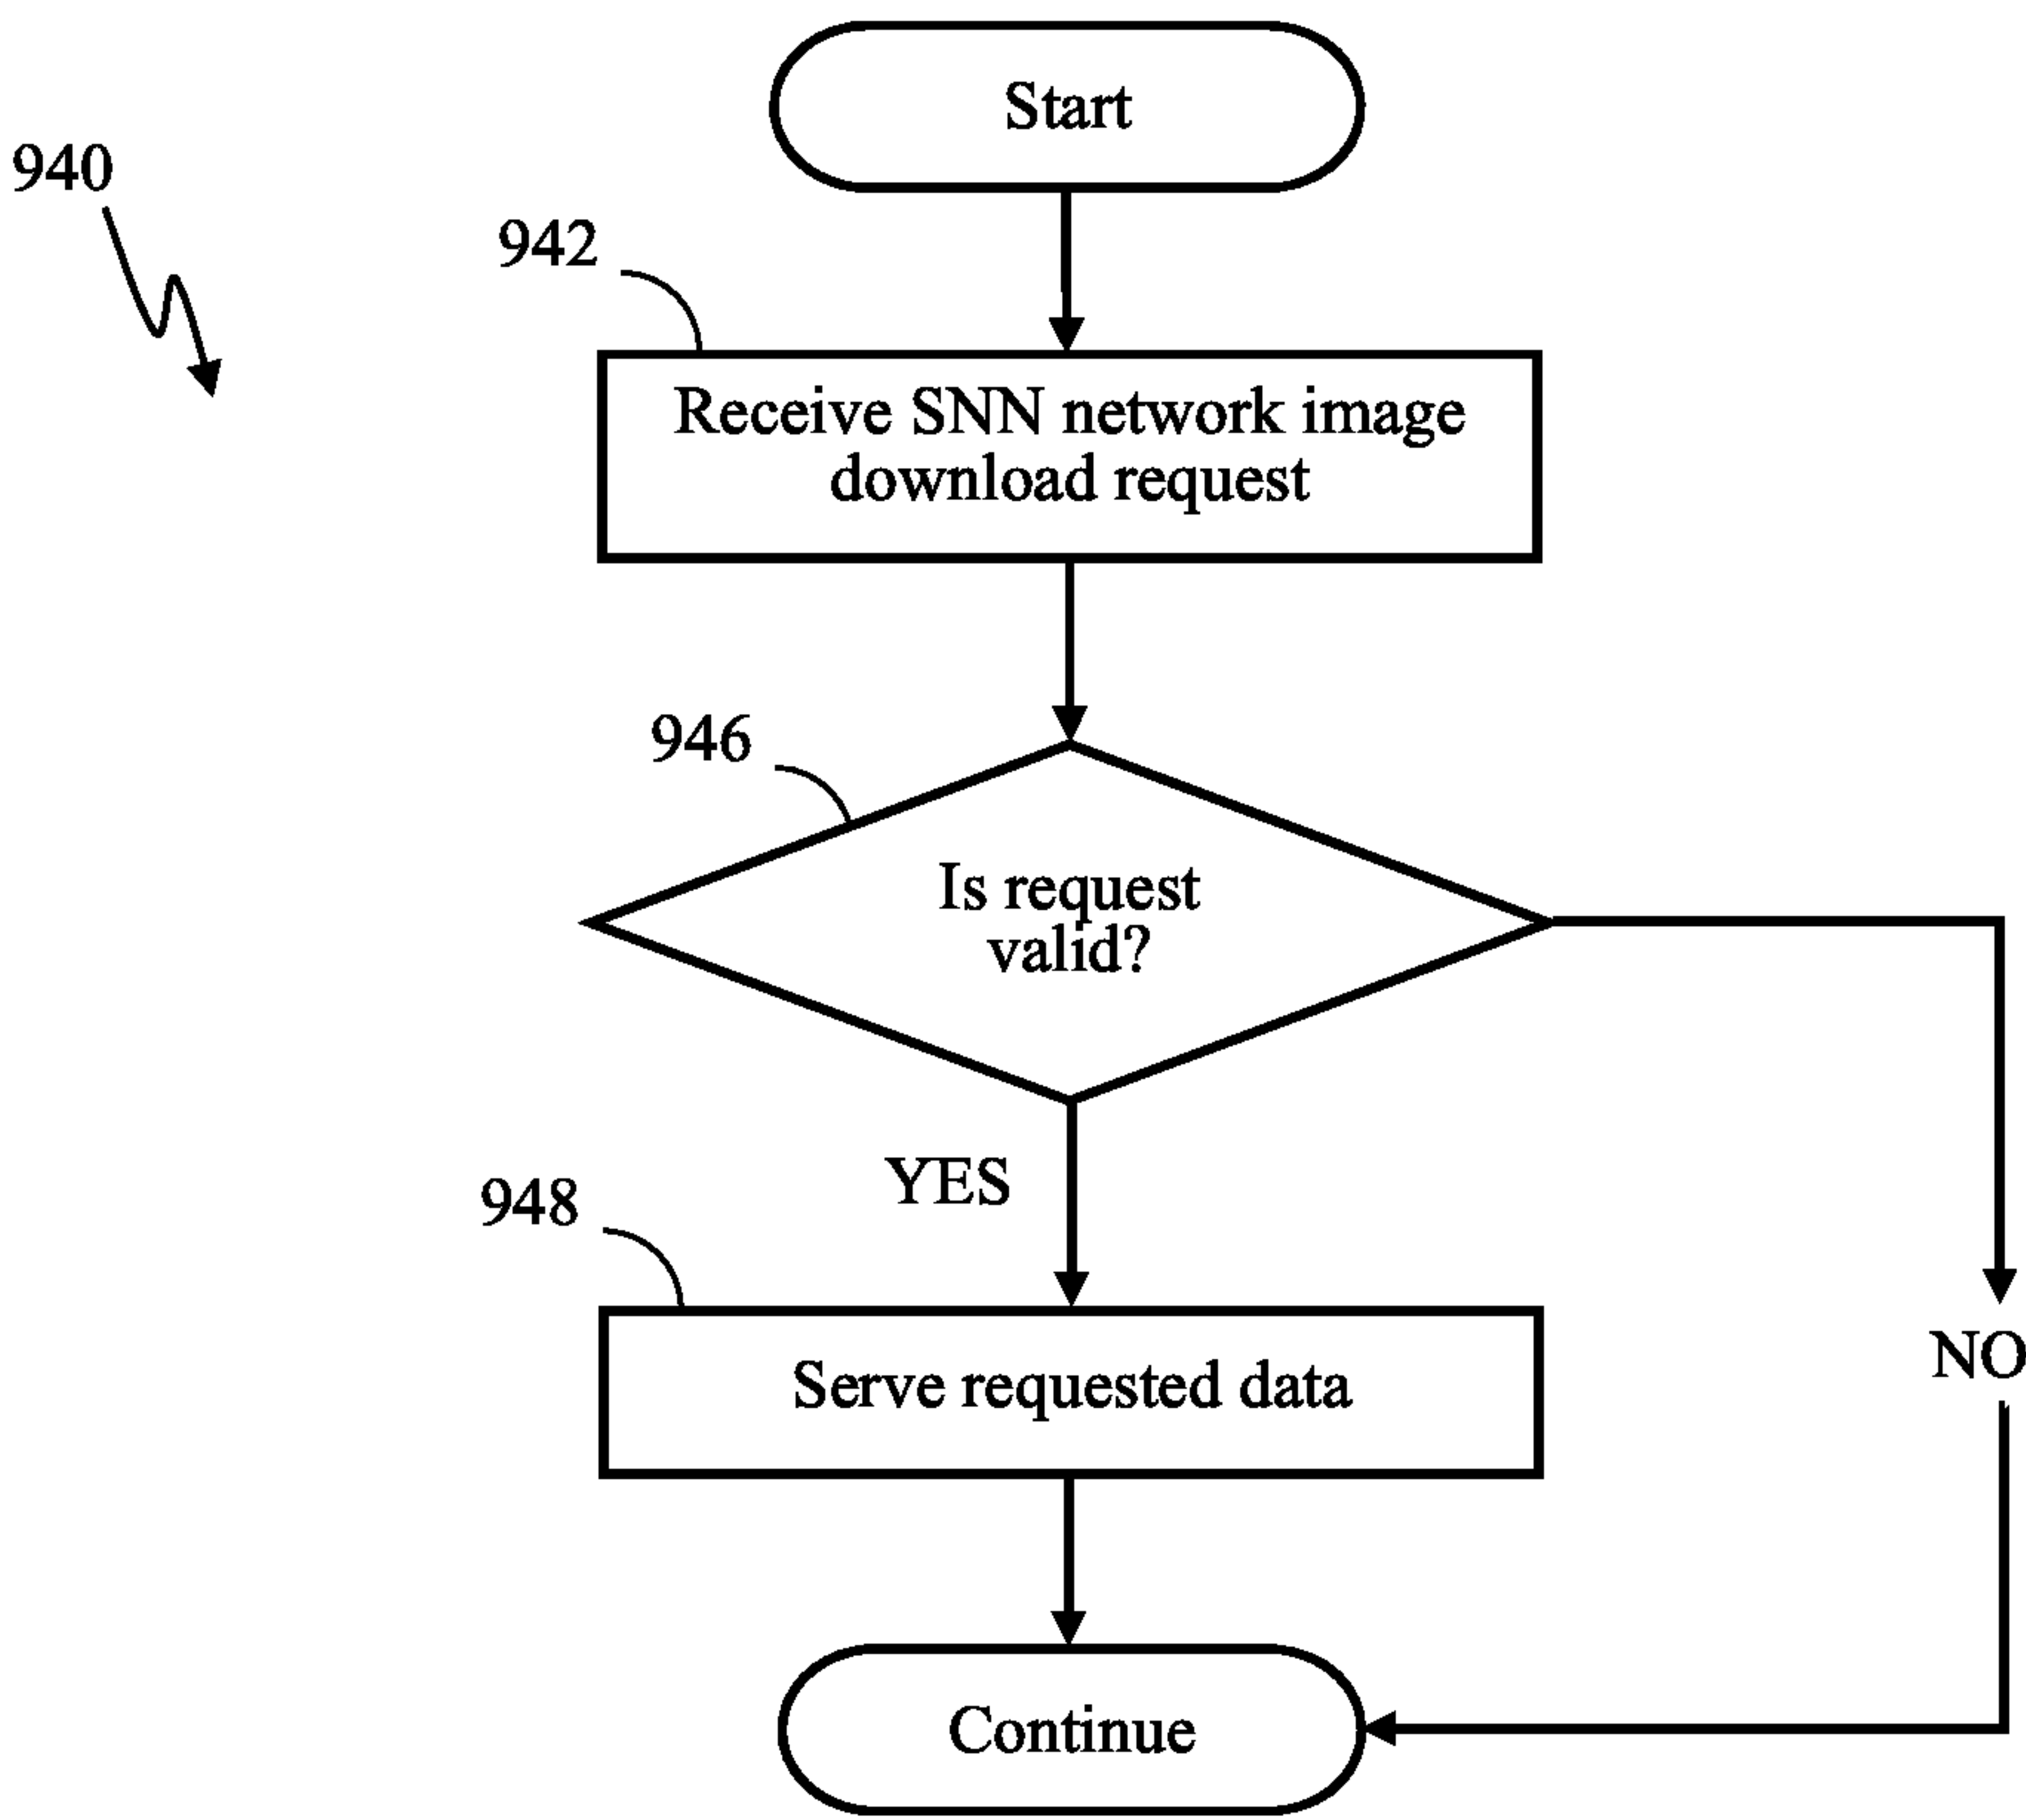 Start
940
942
Receive SNN network image
download request
946
Is request
valid?
YES
948
Serve requested data
NO
Continue